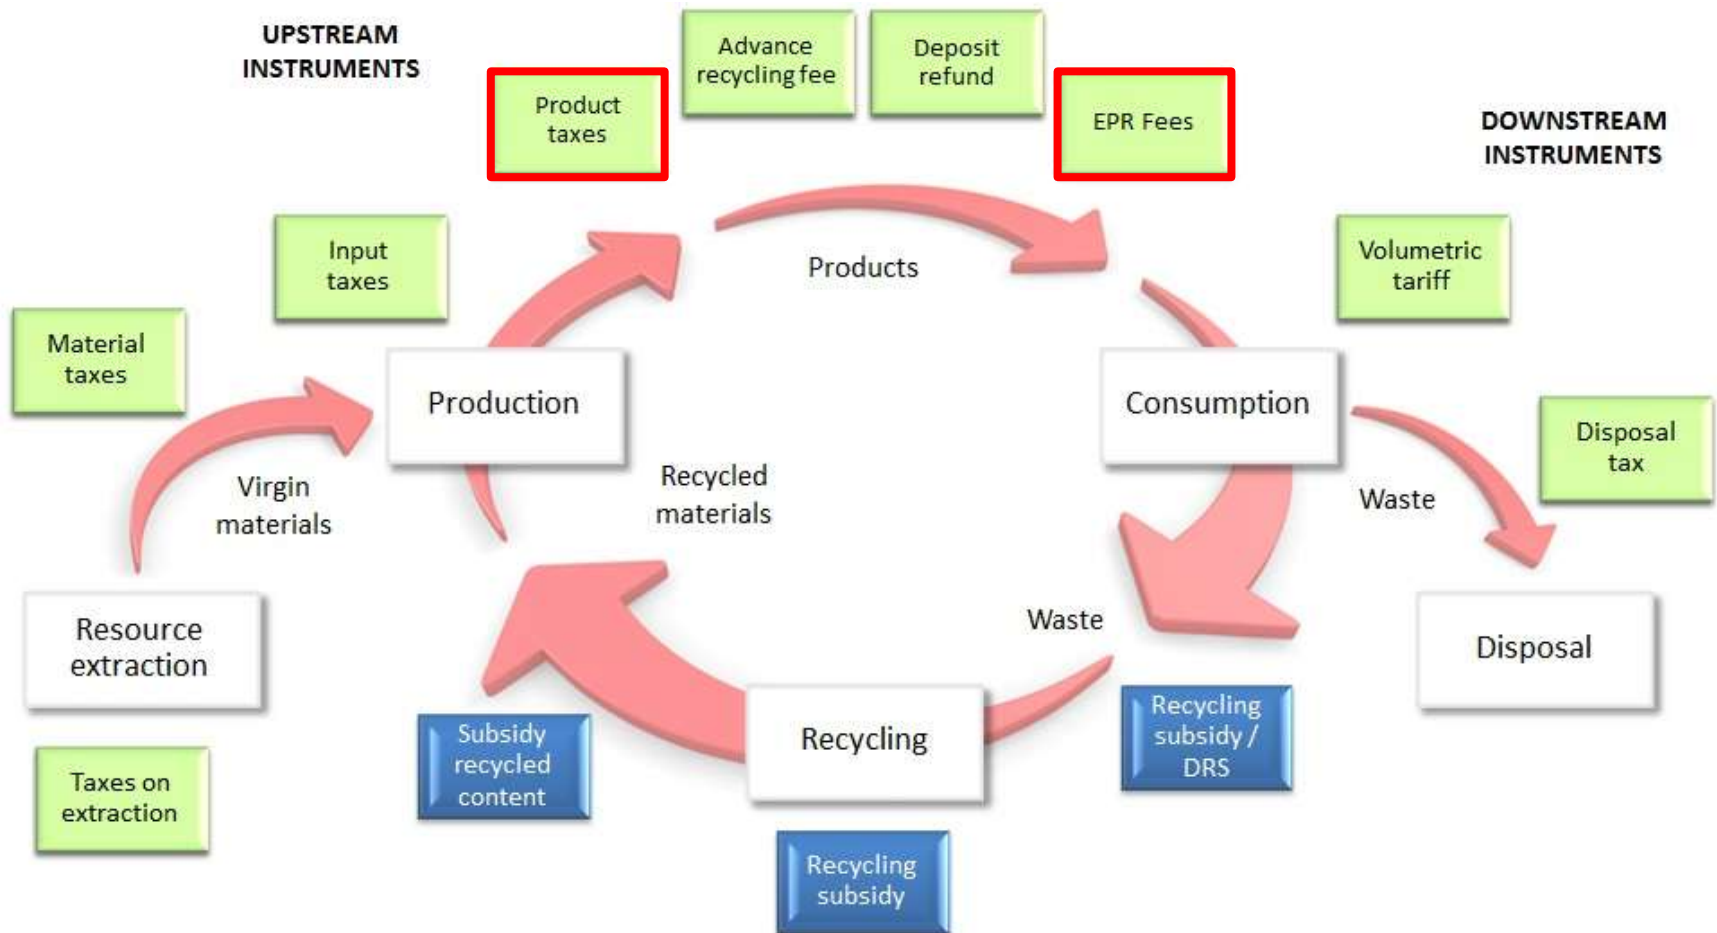 UPSTREAM
INSTRUMENTS
Advance
recycling fee
Deposit
refund
Product
taxes
EPR Fees
DOWNSTREAM
INSTRUMENTS
Input
taxes
Products
Volumetric
tariff
Material
taxes
Production
Consumption
Disposal
tax
Virgin
materials
Recycled
materials
Waste
Resource
extraction
Waste
Disposal
Subsidy
recycled
content
Recycling
Recycling
subsidy /
DRS
Taxes on
extraction
Recycling
subsidy